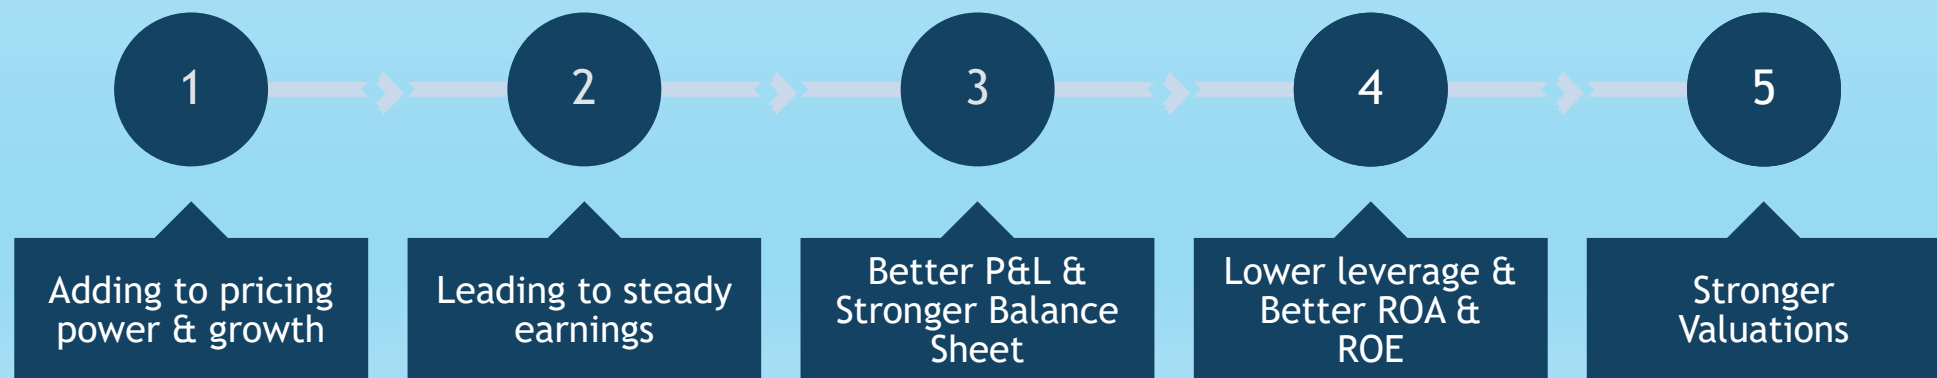 1
2
3
4
5
Adding to pricing
power & growth
Leading to steady
earnings
Better P&L &
Stronger Balance
Sheet
Lower leverage &
Better ROA &
ROE
Stronger
Valuations